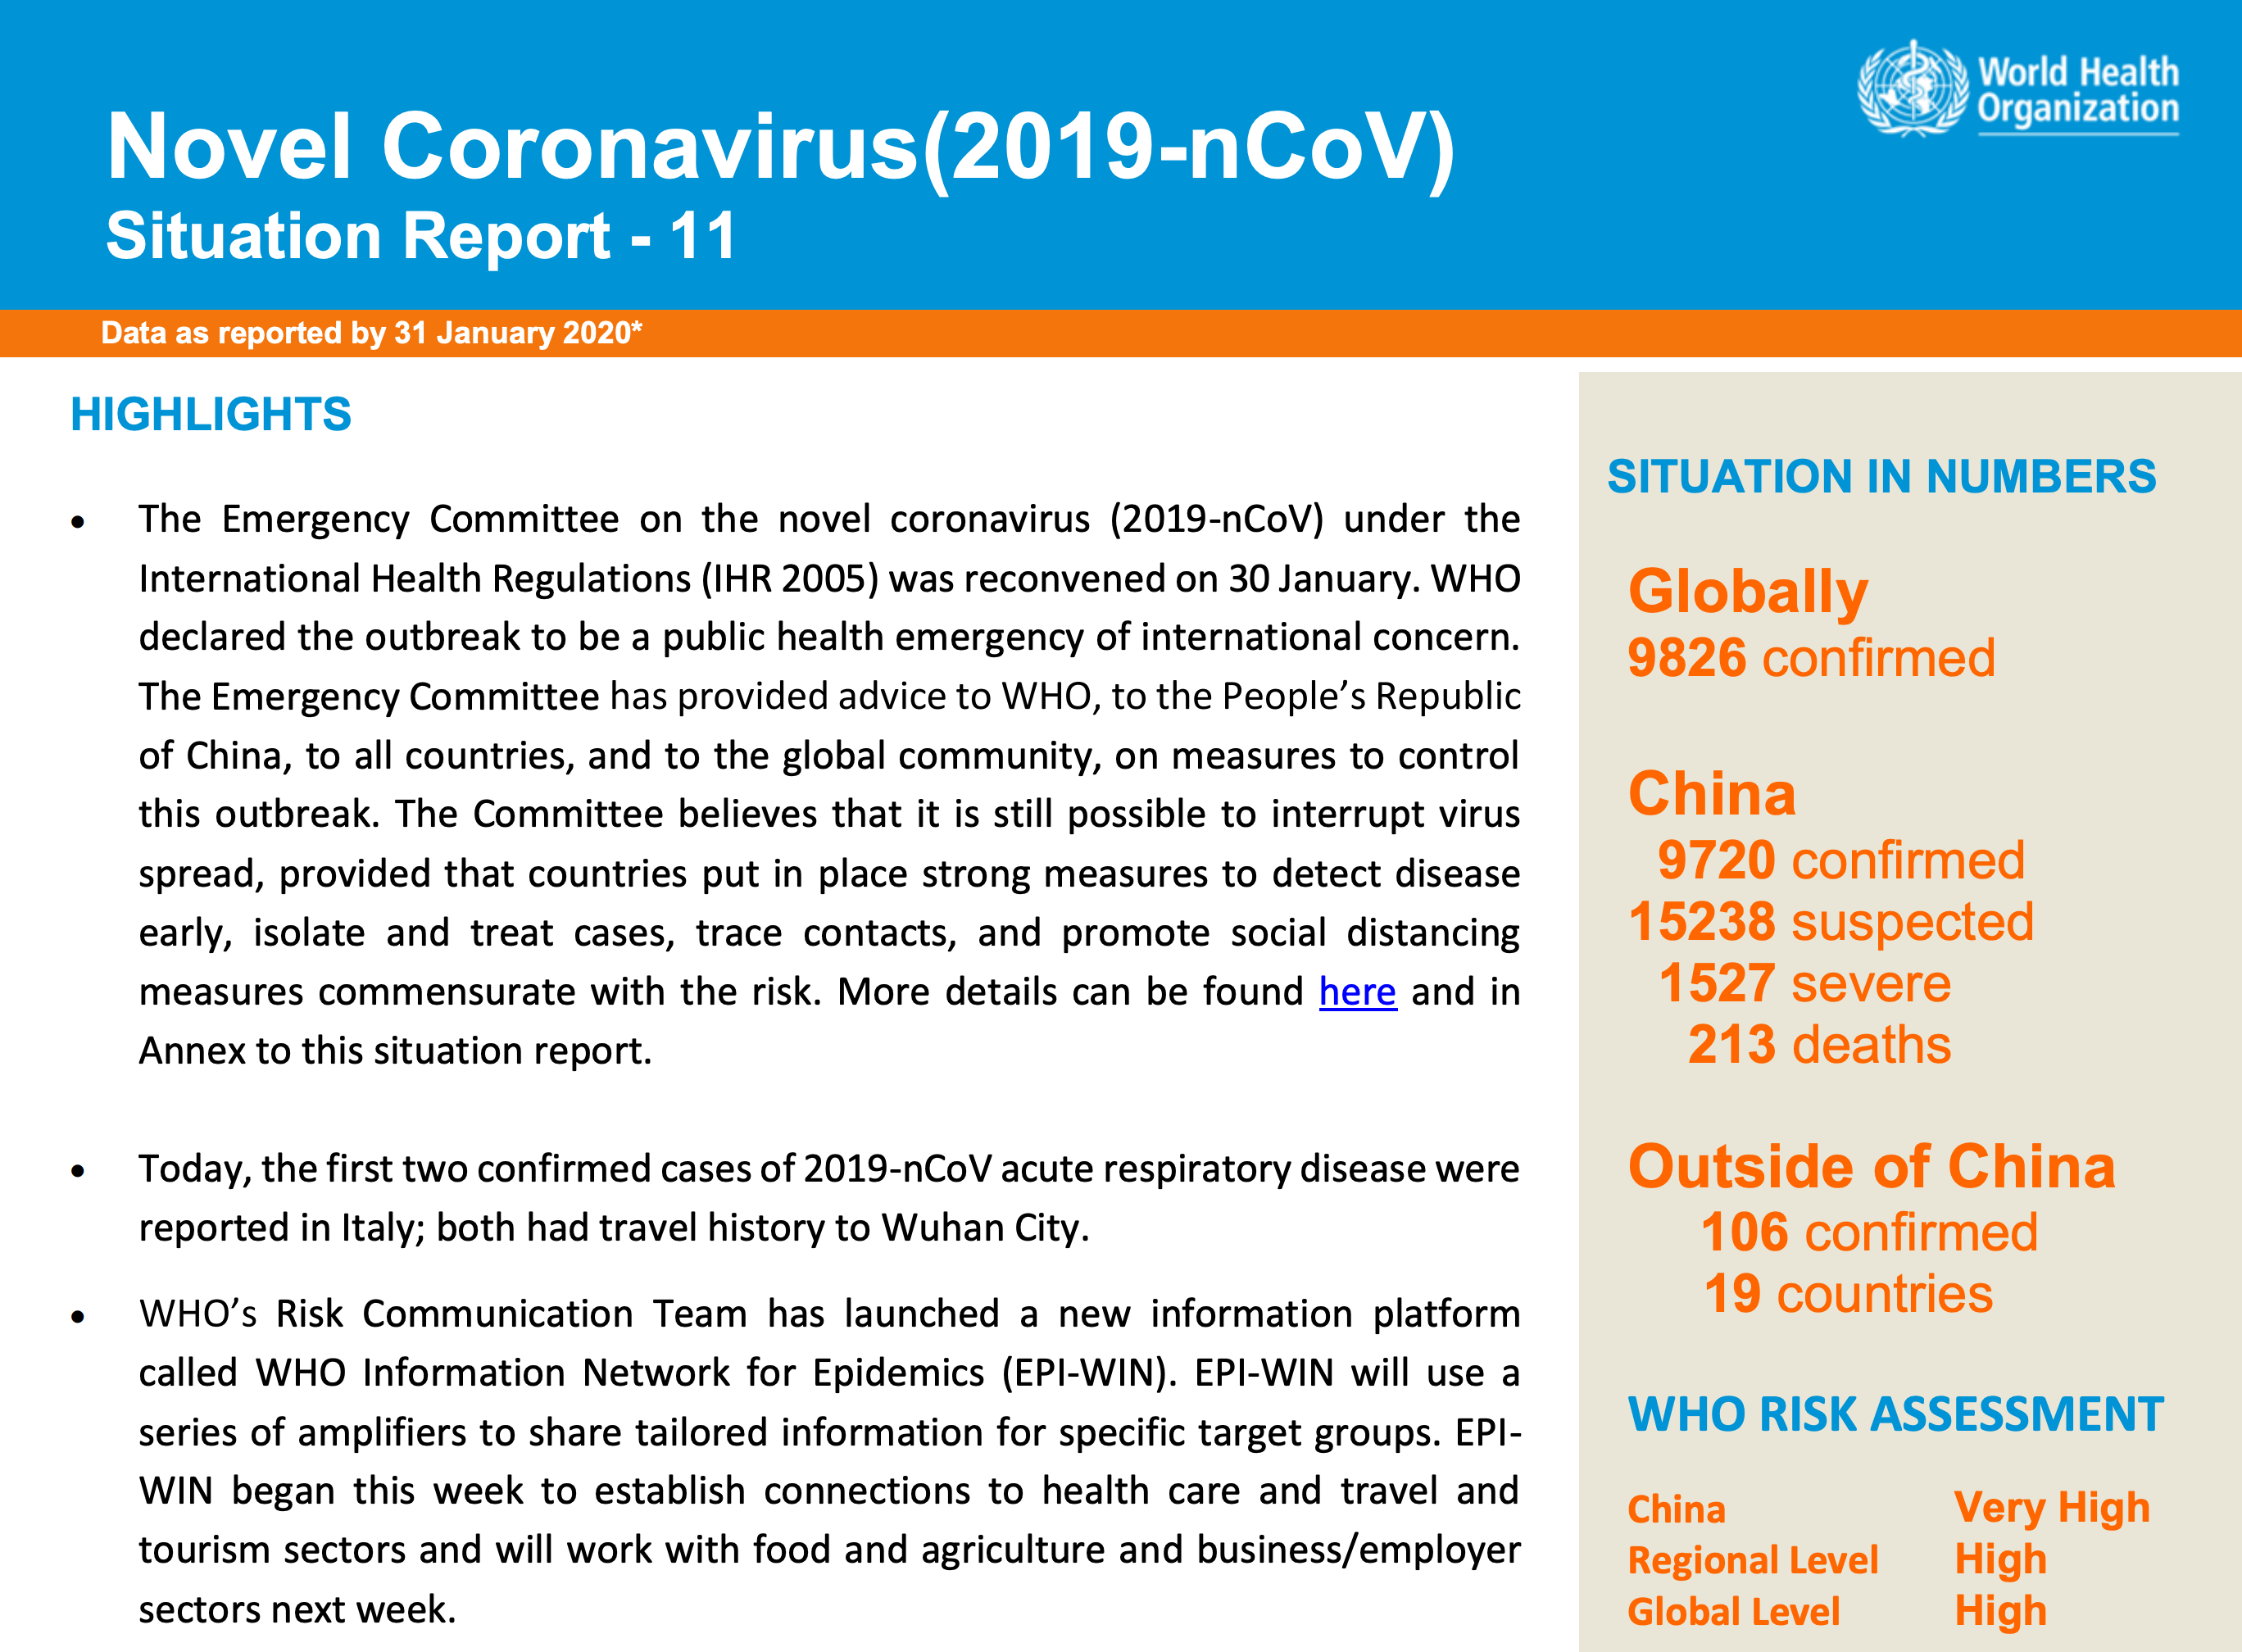 World Health
Organization
Novel Coronavirus(2019-nCoV)
Situation Report - 11
Data as reported by 31 January 2020*
HIGHLIGHTS
• The Emergency Committee on the novel coronavirus (2019-nCoV) under the
International Health Regulations (IHR 2005) was reconvened on 30 January. WHO
declared the outbreak to be a public health emergency of international concern.
The Emergency Committee has provided advice to WHO, to the People’s Republic
of China, to all countries, and to the global community, on measures to control
this outbreak. The Committee believes that it is still possible to interrupt virus
spread, provided that countries put in place strong measures to detect disease
early, isolate and treat cases, trace contacts, and promote social distancing
measures commensurate with the risk. More details can be found here and in
Annex to this situation report.
• Today, the first two confirmed cases of 2019-nCoV acute respiratory disease were
reported in Italy; both had travel history to Wuhan City.
• WHO’s Risk Communication Team has launched a new information platform
called WHO Information Network for Epidemics (EPI-WIN). EPI-WIN will use a
series of amplifiers to share tailored information for specific target groups. EPI-
WIN began this week to establish connections to health care and travel and
tourism sectors and will work with food and agriculture and business/employer
sectors next week.
SITUATION IN NUMBERS
Globally
9826 confirmed
China
9720 confirmed
15238 suspected
1527 severe
213 deaths
Outside of China
106 confirmed
19 countries
WHO RISK ASSESSMENT
China Very High
Regional Level High
Global Level High